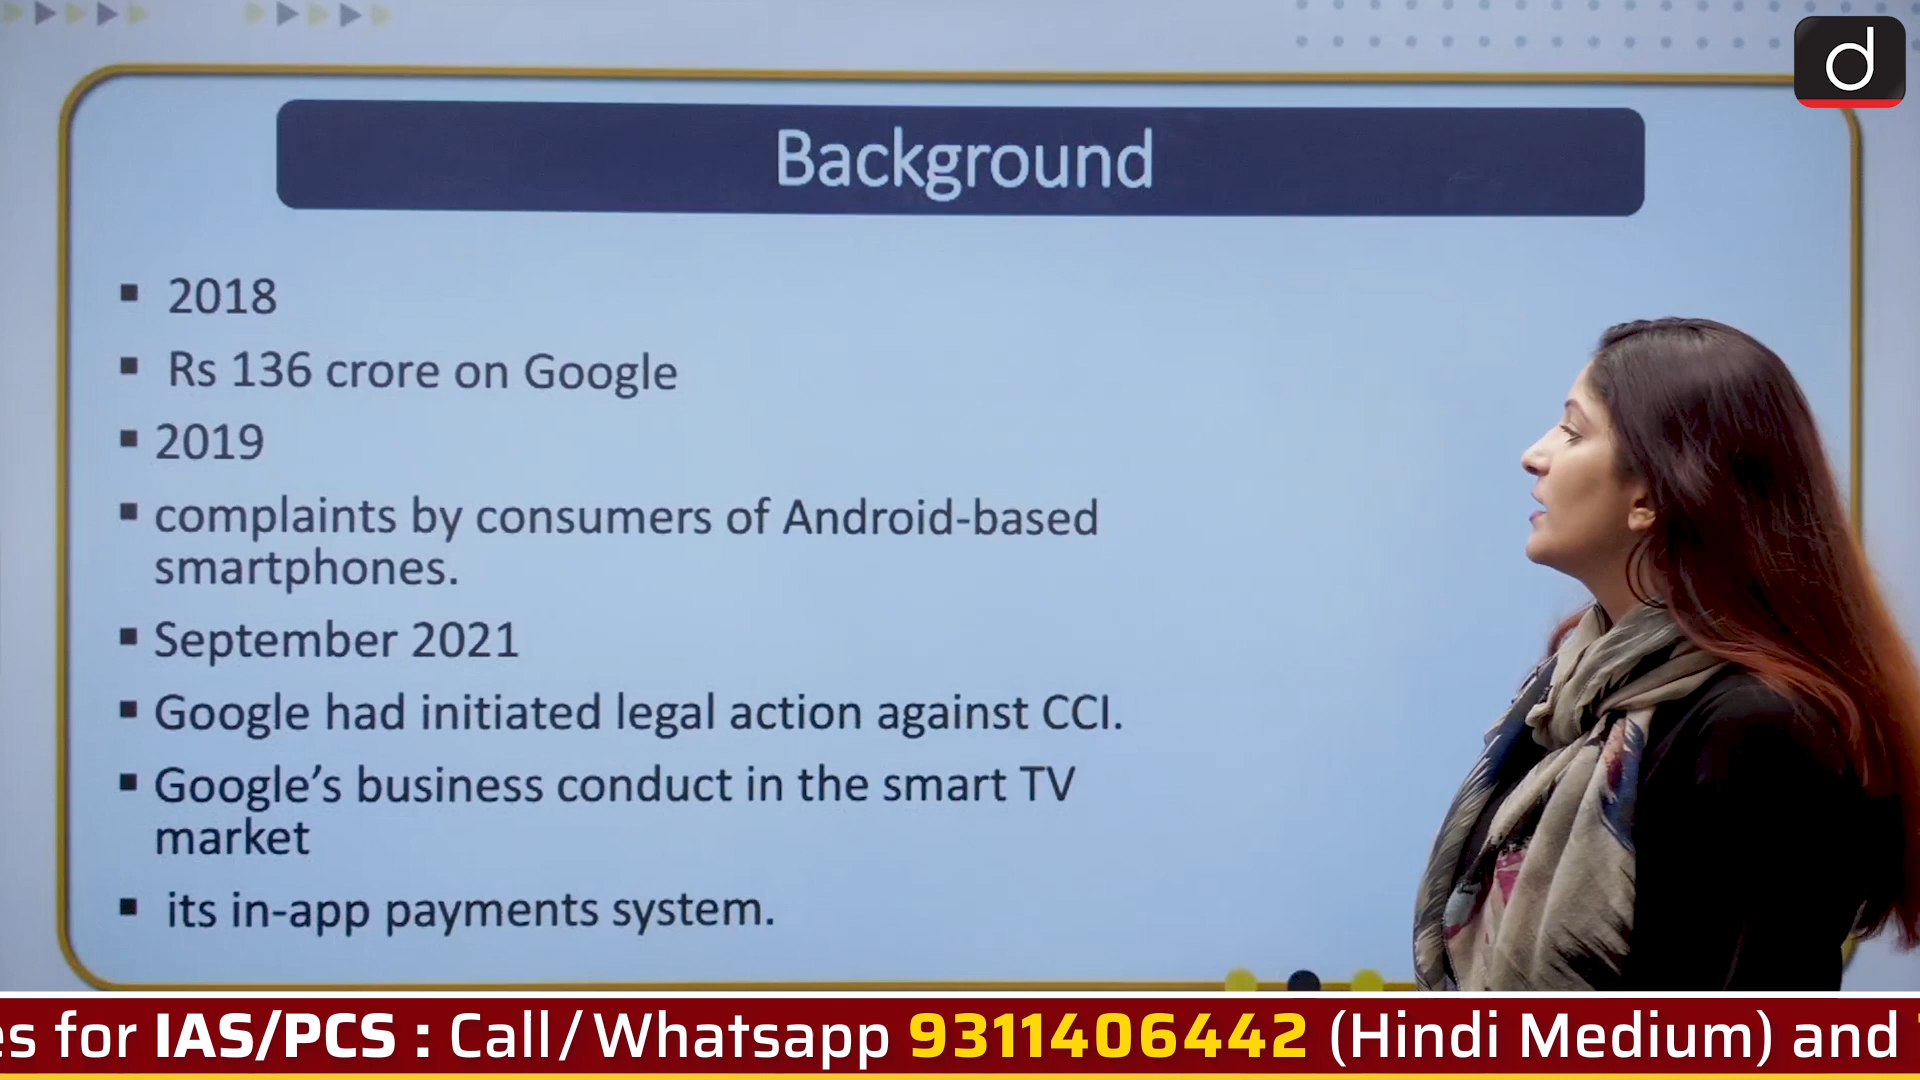 d
Background
2018
Rs 136 crore on Google
2019
complaints by consumers of Android-based
smartphones.
September 2021
Google had initiated legal action against CCI.
Google's business conduct in the smart TV
market
its in-app payments system.
for IAS/PCS : Call/Whatsapp 9311406442 (Hindi Medium) and